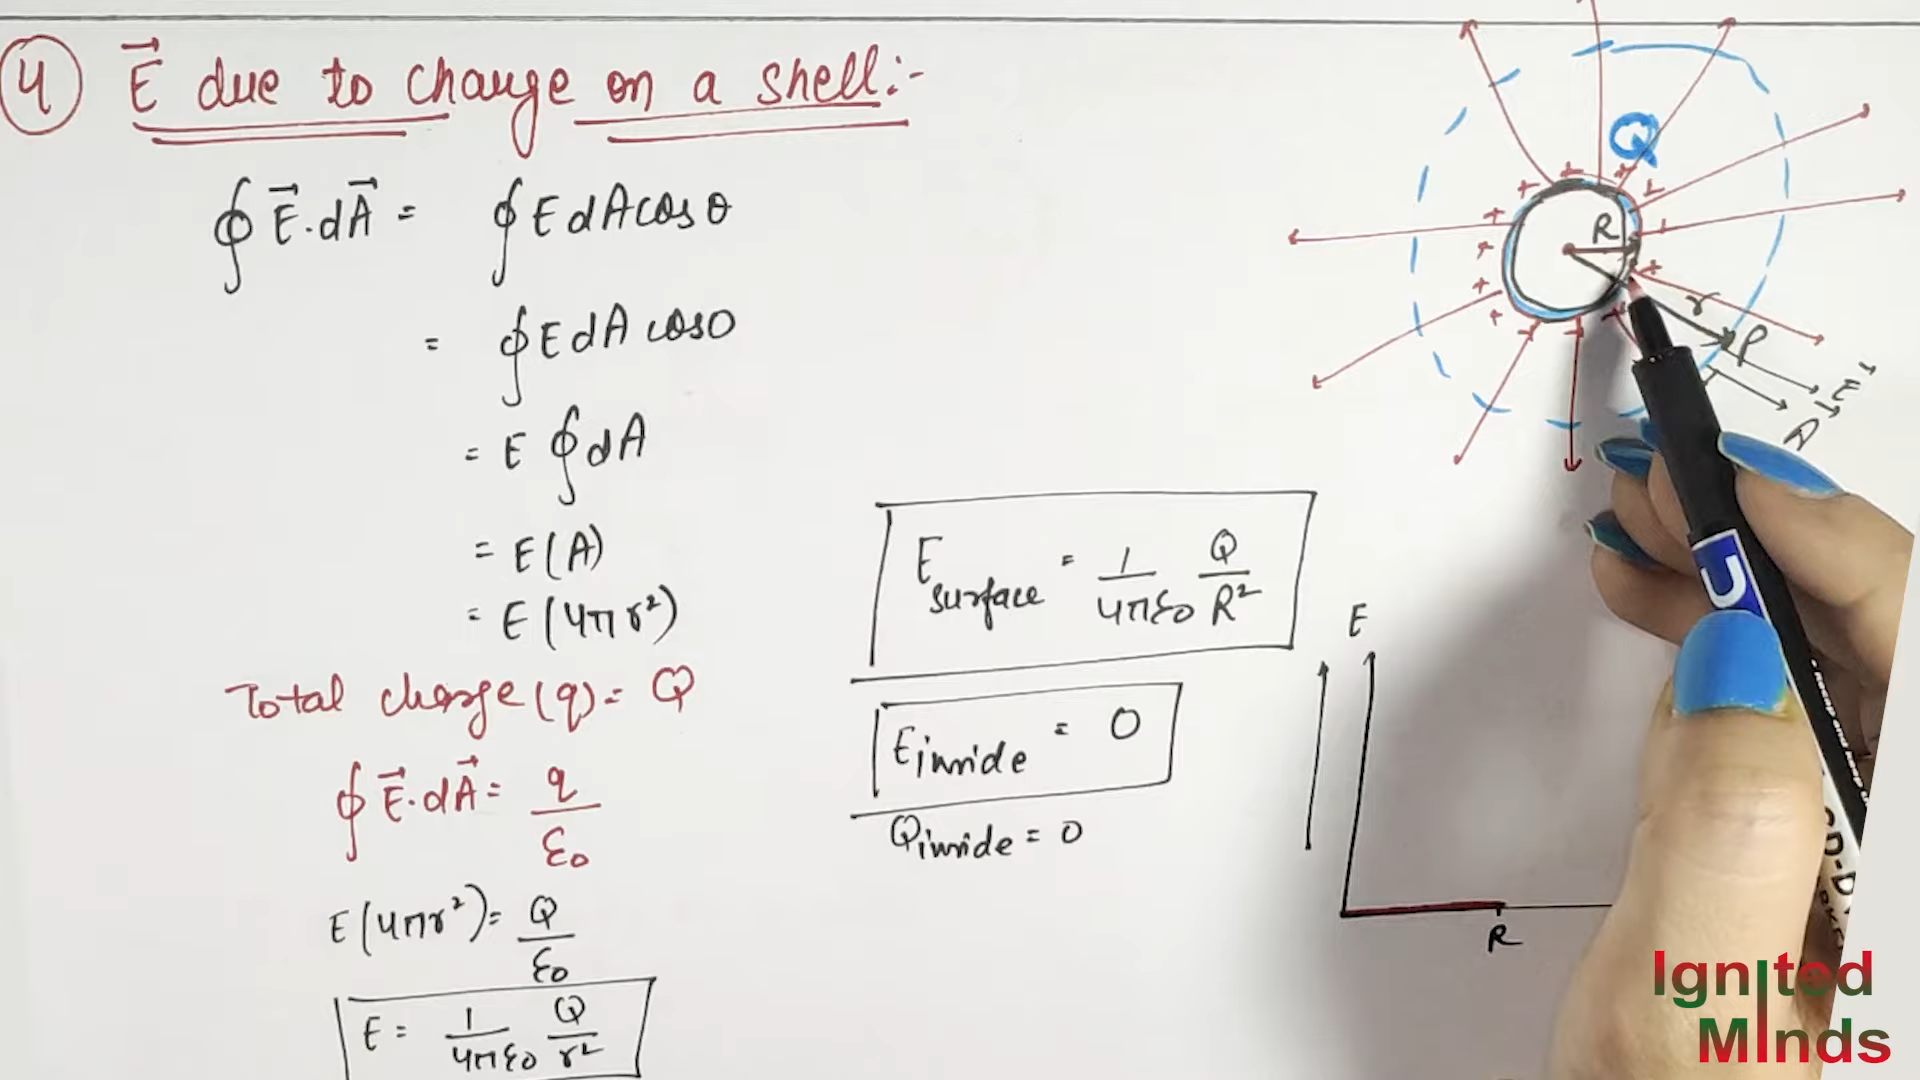 ④ E⃗ due to charge on a shell:-
∮ E⃗.dA⃗ = ∮ E dA cos θ
= ∮ E dA cos0
= E ∮ dA
= E(A)
= E(4πr²)
Total charge (q) = Q
∮ E⃗.dA⃗ = q/ε0
E(4πr²) = Q/ε0
E = 1/4πε0 Q/r²
E surface = 1/4πε0 Q/R²
E inside = 0
Q inside = 0
Q
R
r
P
E⃗
A⃗
E
R
U
Ignited
Minds